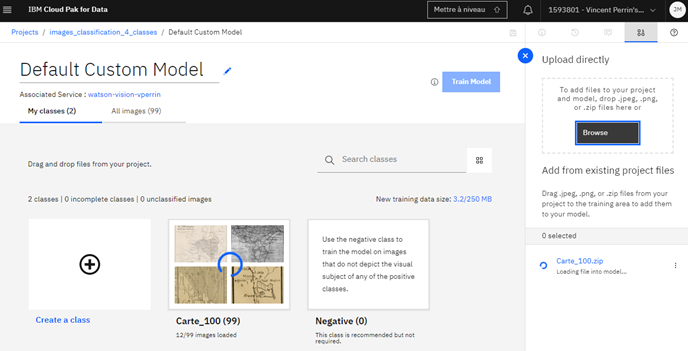 IBM Cloud Pak for Data
Mettre à niveau
1593801 - Vincent Perrin's...
JM
Projects / images_classification_4_classes / Default Custom Model
Default Custom Model
Train Model
Associated Service : watson-vision-vperrin
My classes (2)
All images (99)
Drag and drop files from your project.
Search classes
2 classes | 0 incomplete classes | 0 unclassified images
New training data size: 3.2/250 MB
Create a class
Carte_100 (99)
12/99 images loaded
Use the negative class to
train the model on images
that do not depict the visual
subject of any of the positive
classes.
Negative (0)
This class is recommended but not
required.
Upload directly
To add files to your project
and model, drop .jpeg, .png,
or .zip files here or
Browse
Add from existing project files
Drag .jpeg, .png, or .zip files from your
project to the training area to add them
to your model.
0 selected
Carte_100.zip
Loading file into model...